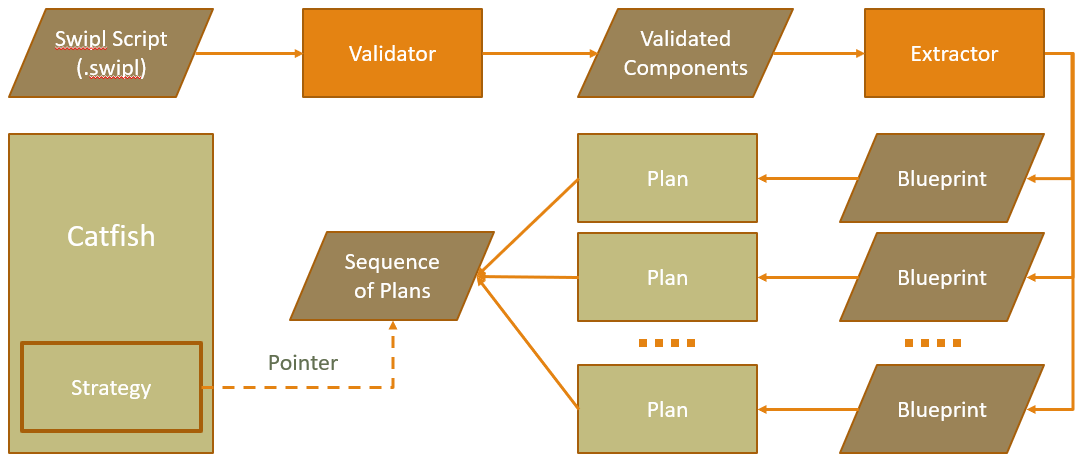 Swipl Script
(.swipl)
Validator
Validated
Components
Extractor
Catfish
Strategy
Pointer
Sequence
of Plans
Plan
Blueprint
Plan
Blueprint
Plan
Blueprint